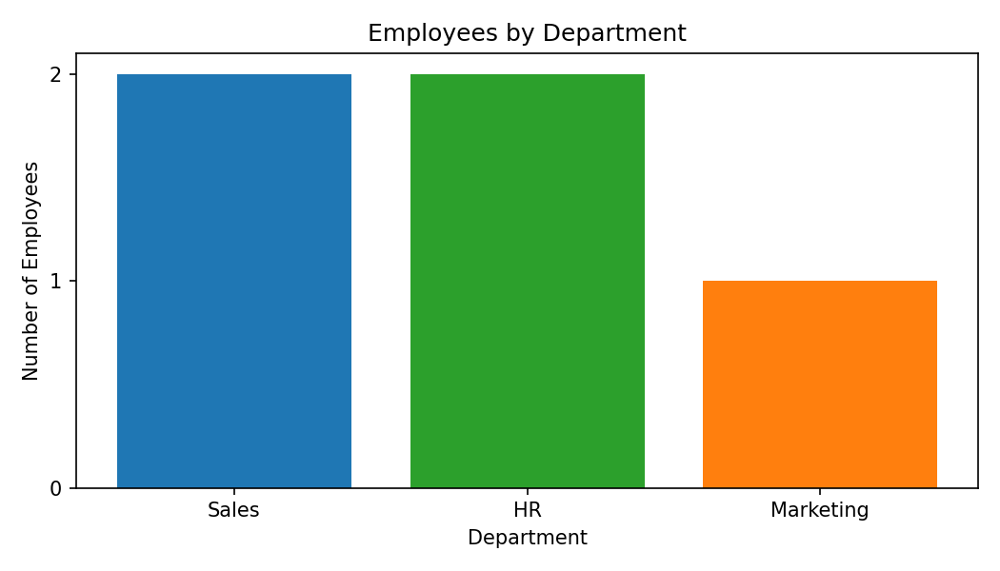 Employees by Department
Number of Employees
2
1
0
Sales HR Marketing
Department